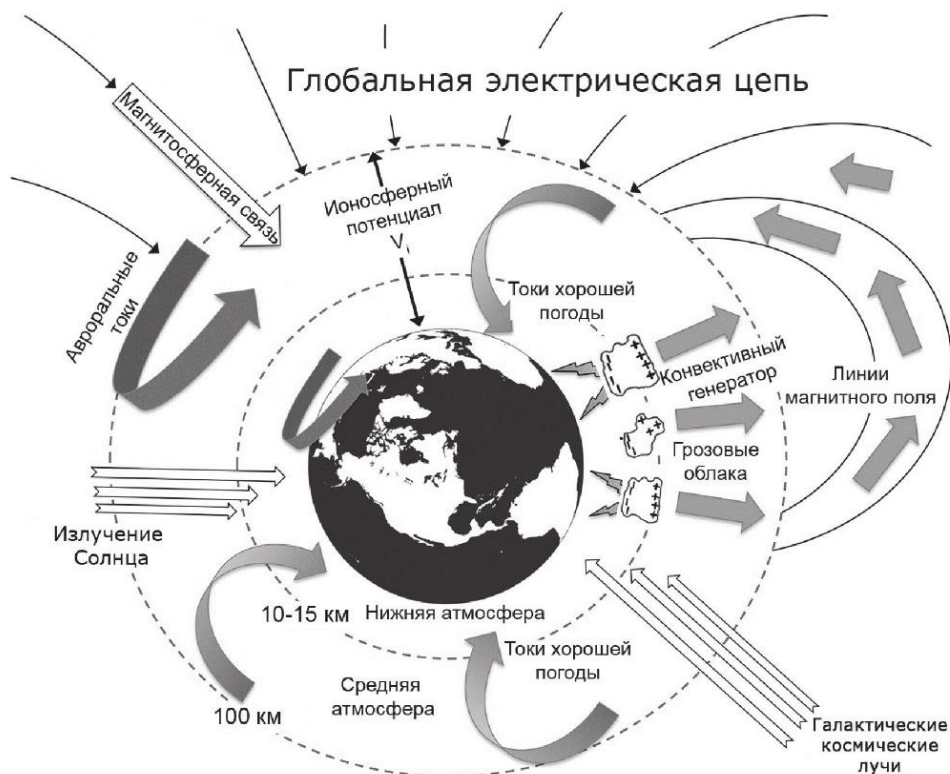 Глобальная электрическая цепь
Магнитосферная связь
Ионосферный
потенциал
V
Авроральные
токи
Токи хорошей
погоды
Конвективный
генератор
Линии
магнитного поля
Грозовые
облака
Излучение
Солнца
10-15 км
Нижняя атмосфера
Токи хорошей
погоды
Средняя
атмосфера
100 км
Галактические
космические
лучи